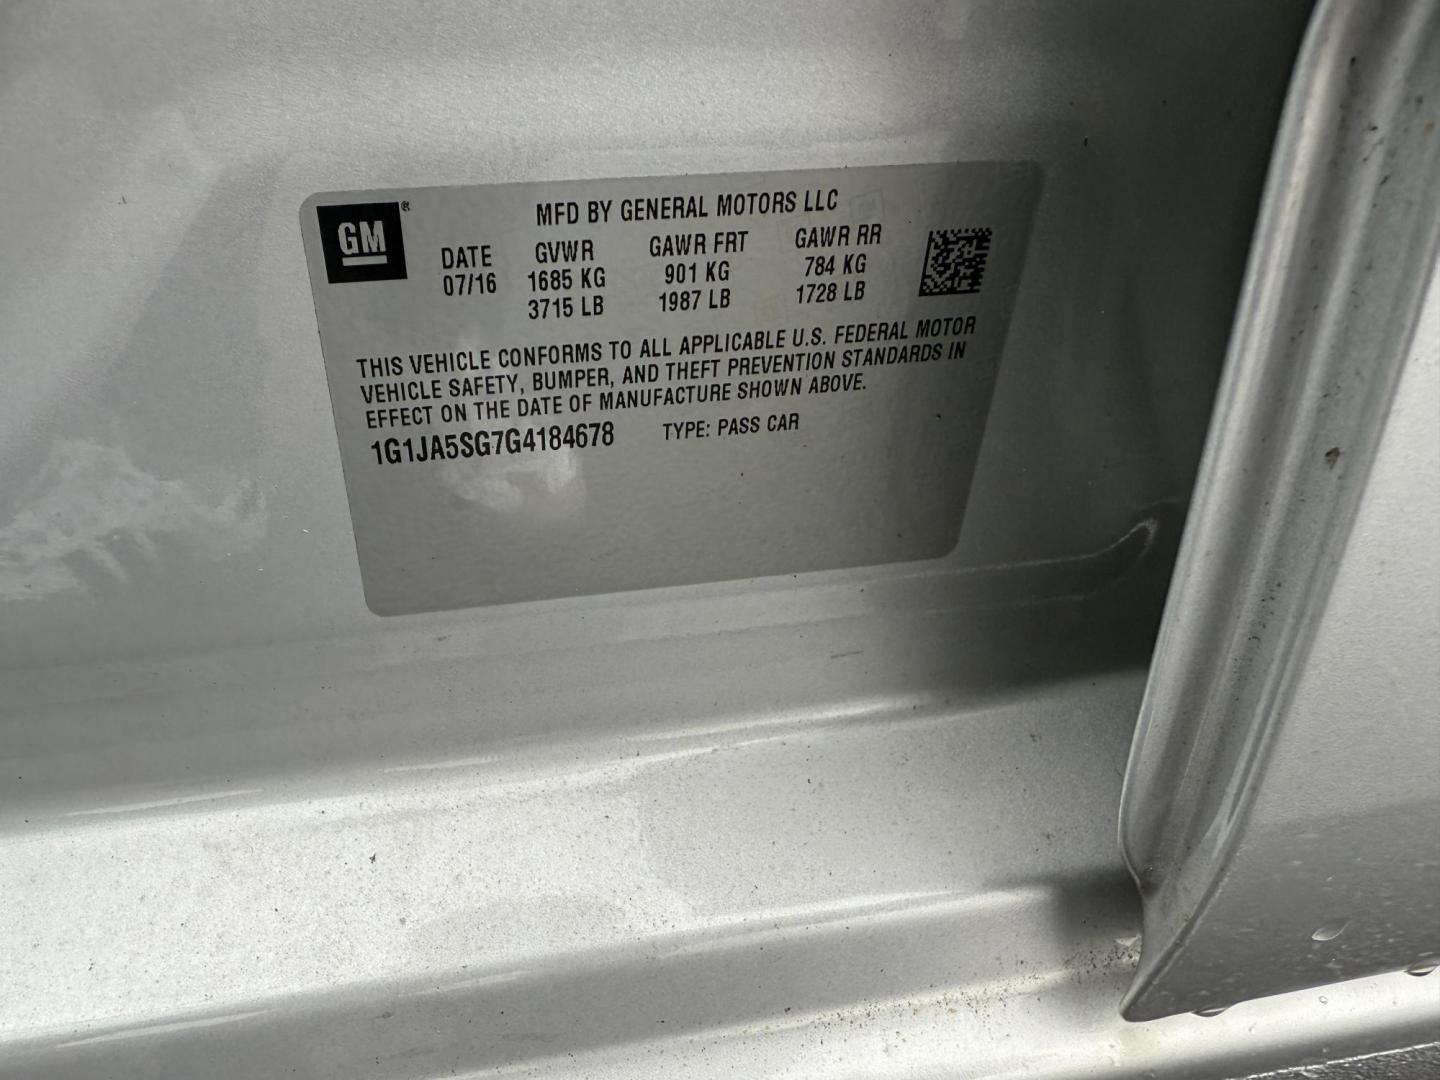 GM®
MFD BY GENERAL MOTORS LLC
DATE GVWR GAWR FRT GAWR RR
07/16 1685 KG 901 KG 784 KG
3715 LB 1987 LB 1728 LB
THIS VEHICLE CONFORMS TO ALL APPLICABLE U.S. FEDERAL MOTOR
VEHICLE SAFETY, BUMPER, AND THEFT PREVENTION STANDARDS IN
EFFECT ON THE DATE OF MANUFACTURE SHOWN ABOVE.
1G1JA5SG7G4184678 TYPE: PASS CAR